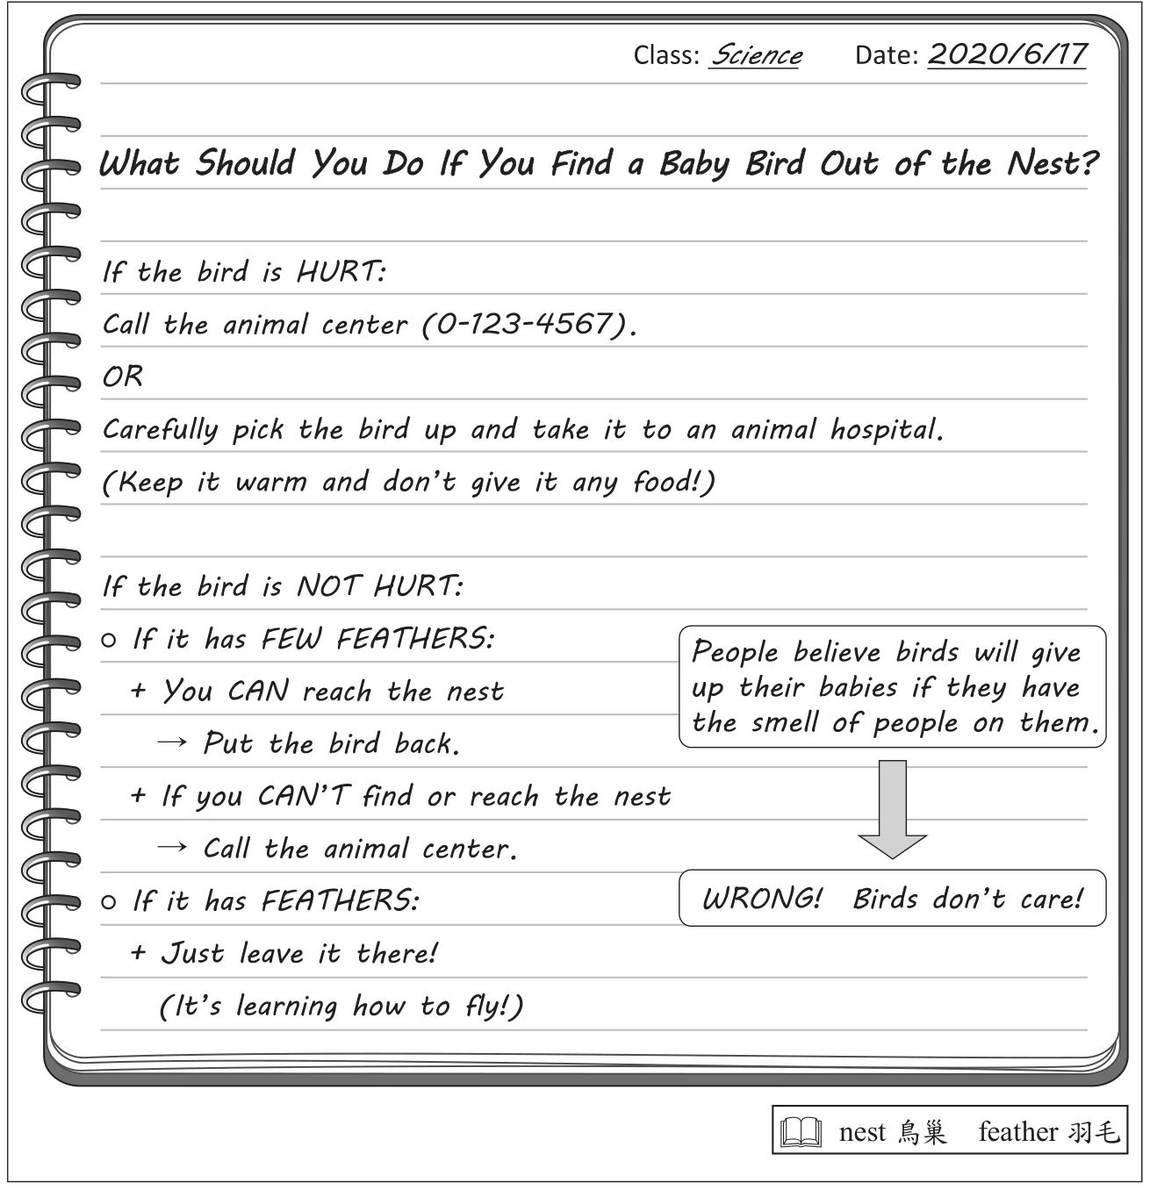 Class: Science Date: 2020/6/17
What Should You Do If You Find a Baby Bird Out of the Nest?
If the bird is HURT:
Call the animal center (0-123-4567).
OR
Carefully pick the bird up and take it to an animal hospital.
(Keep it warm and don't give it any food!)
If the bird is NOT HURT:
○ If it has FEW FEATHERS:
+ You CAN reach the nest
→ Put the bird back.
+ If you CAN'T find or reach the nest
→ Call the animal center.
○ If it has FEATHERS:
+ Just leave it there!
(It's learning how to fly!)
People believe birds will give
up their babies if they have
the smell of people on them.
WRONG! Birds don't care!
nest 鳥巢 feather 羽毛